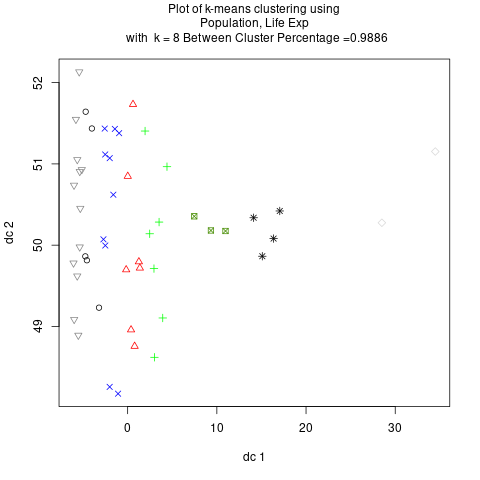 Plot of k-means clustering using
Population, Life Exp
with k = 8 Between Cluster Percentage =0.9886
52
51
50
49
dc 2
0 10 20 30
dc 1